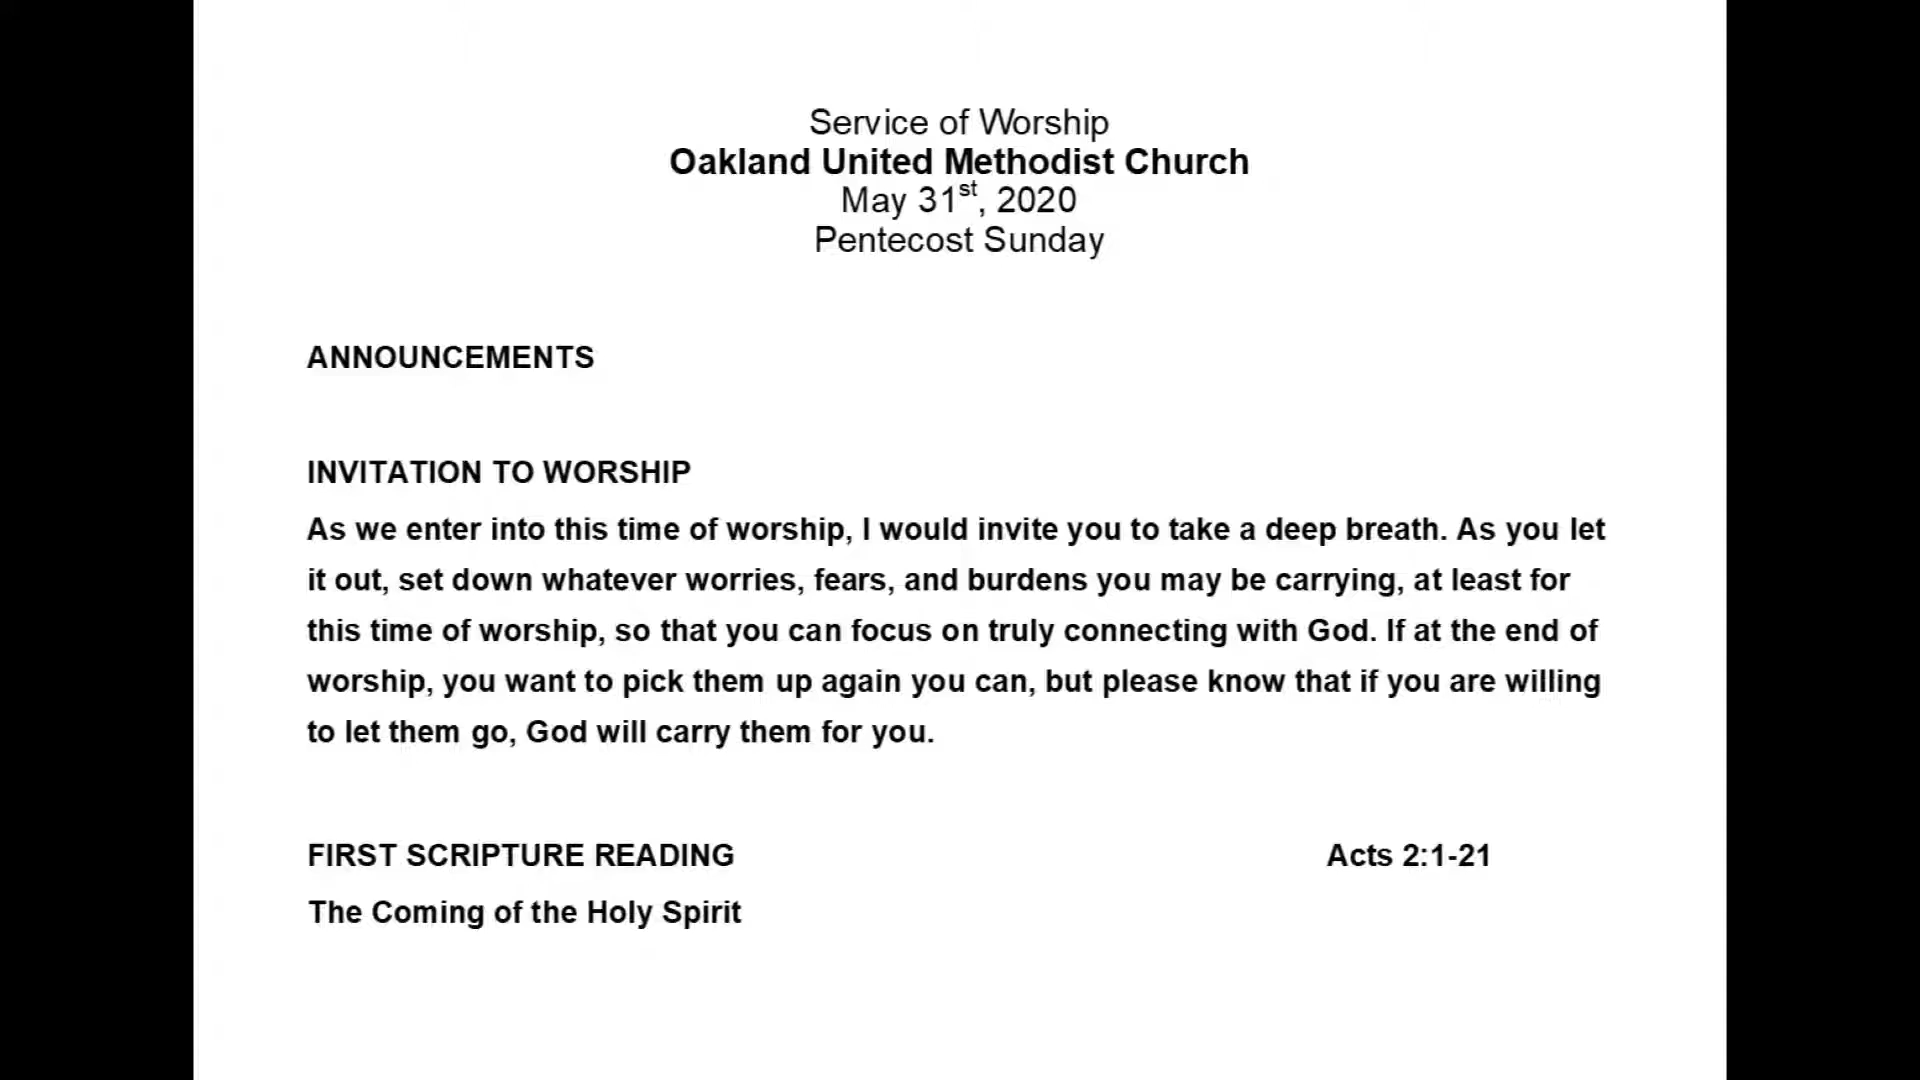 Service of Worship
Oakland United Methodist Church
May 31st, 2020
Pentecost Sunday
ANNOUNCEMENTS
INVITATION TO WORSHIP
As we enter into this time of worship, I would invite you to take a deep breath. As you let
it out, set down whatever worries, fears, and burdens you may be carrying, at least for
this time of worship, so that you can focus on truly connecting with God. If at the end of
worship, you want to pick them up again you can, but please know that if you are willing
to let them go, God will carry them for you.
FIRST SCRIPTURE READING Acts 2:1-21
The Coming of the Holy Spirit